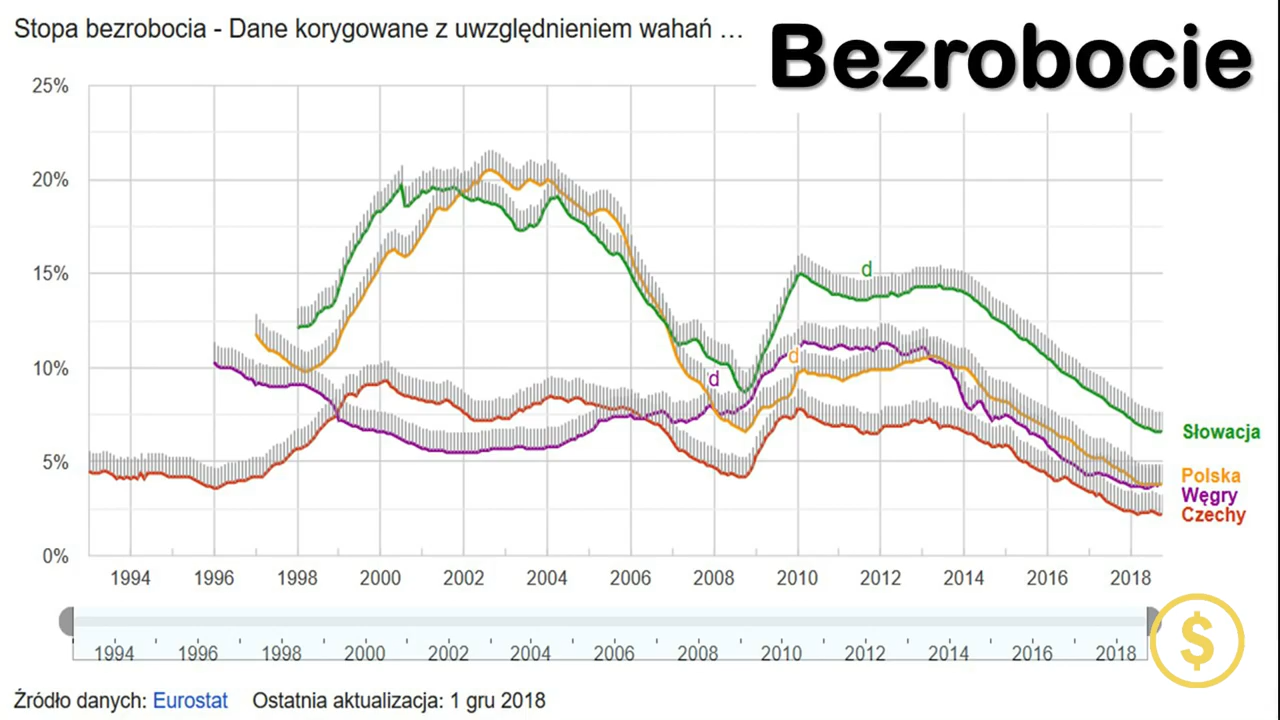 Stopa bezrobocia - Dane korygowane z uwzględnieniem wahań …
Bezrobocie
25%
20%
15%
10%
5%
0%
d
d
d
Słowacja
Polska
Węgry
Czechy
1994 1996 1998 2000 2002 2004 2006 2008 2010 2012 2014 2016 2018
1994 1996 1998 2000 2002 2004 2006 2008 2010 2012 2014 2016 2018
$
Źródło danych: Eurostat Ostatnia aktualizacja: 1 gru 2018